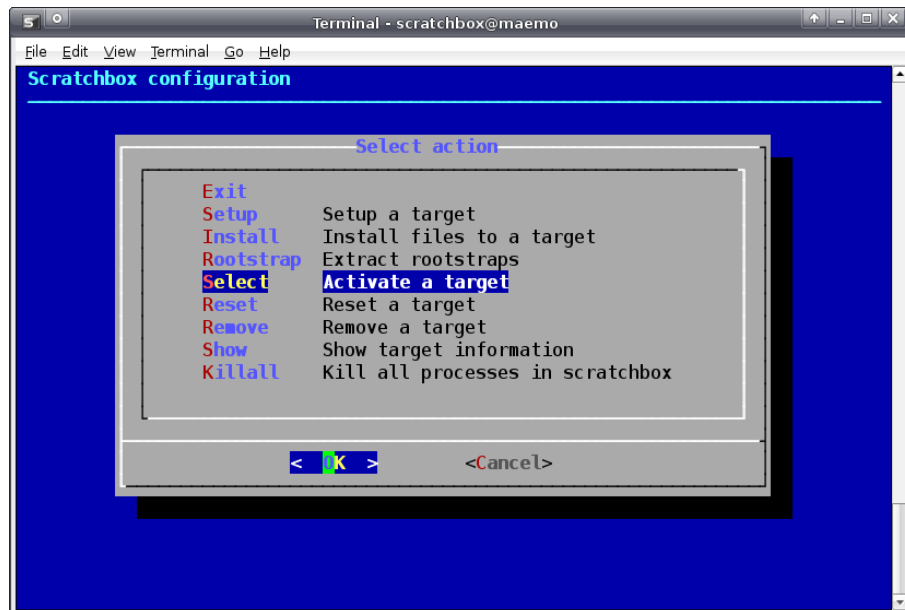 Terminal - scratchbox@maemo
File Edit View Terminal Go Help
Scratchbox configuration
Select action
Exit
Setup Setup a target
Install Install files to a target
Rootstrap Extract rootstraps
Select Activate a target
Reset Reset a target
Remove Remove a target
Show Show target information
Killall Kill all processes in scratchbox
< OK > <Cancel>